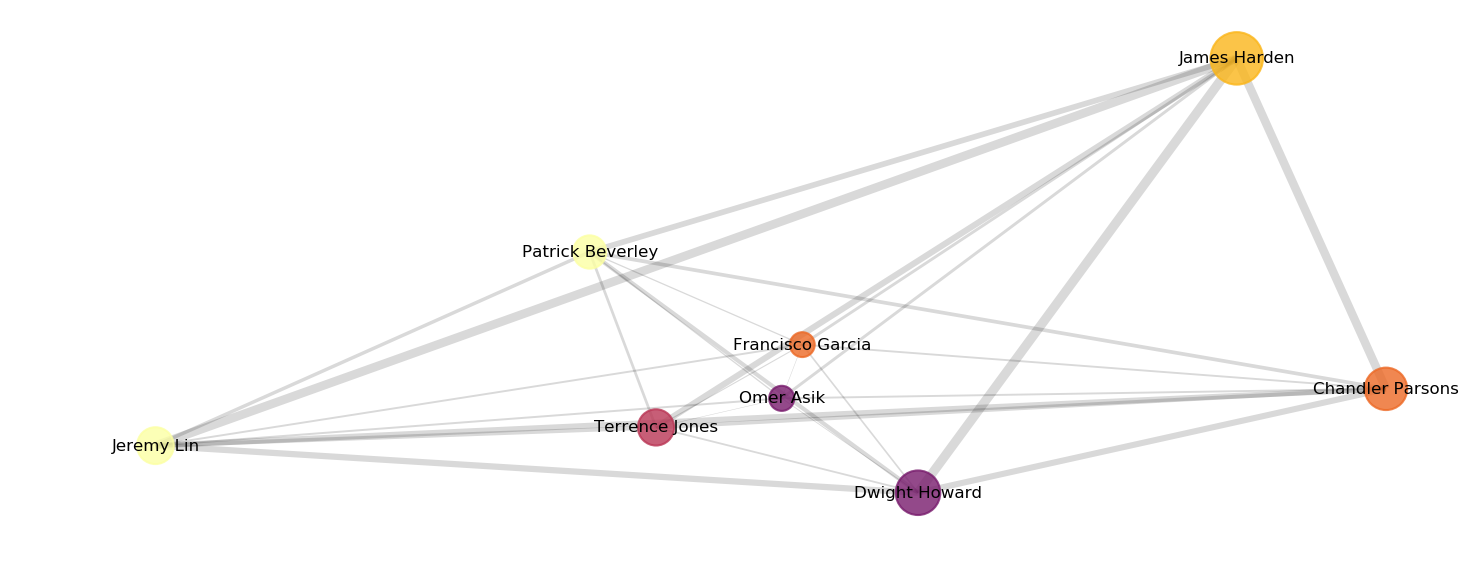 James Harden
Patrick Beverley
Francisco Garcia
Chandler Parsons
Omer Asik
Terrence Jones
Jeremy Lin
Dwight Howard